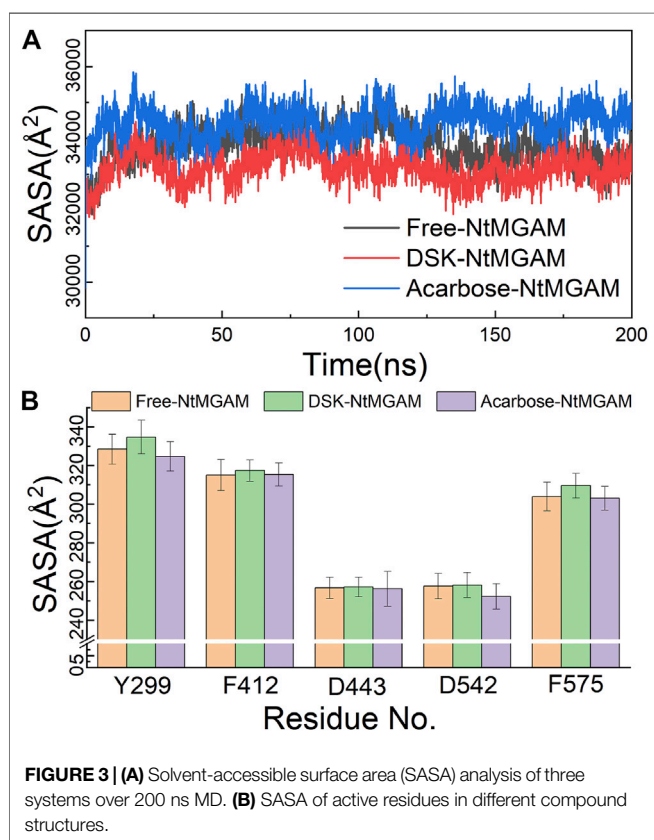 A
SASA(Å²)
36000
34000
32000
30000
Free-NtMGAM
DSK-NtMGAM
Acarbose-NtMGAM
0 50 100 150 200
Time(ns)
B
Free-NtMGAM DSK-NtMGAM Acarbose-NtMGAM
SASA(Å²)
340
320
300
280
260
240
05
Y299 F412 D443 D542 F575
Residue No.
FIGURE 3 | (A) Solvent-accessible surface area (SASA) analysis of three
systems over 200 ns MD. (B) SASA of active residues in different compound
structures.